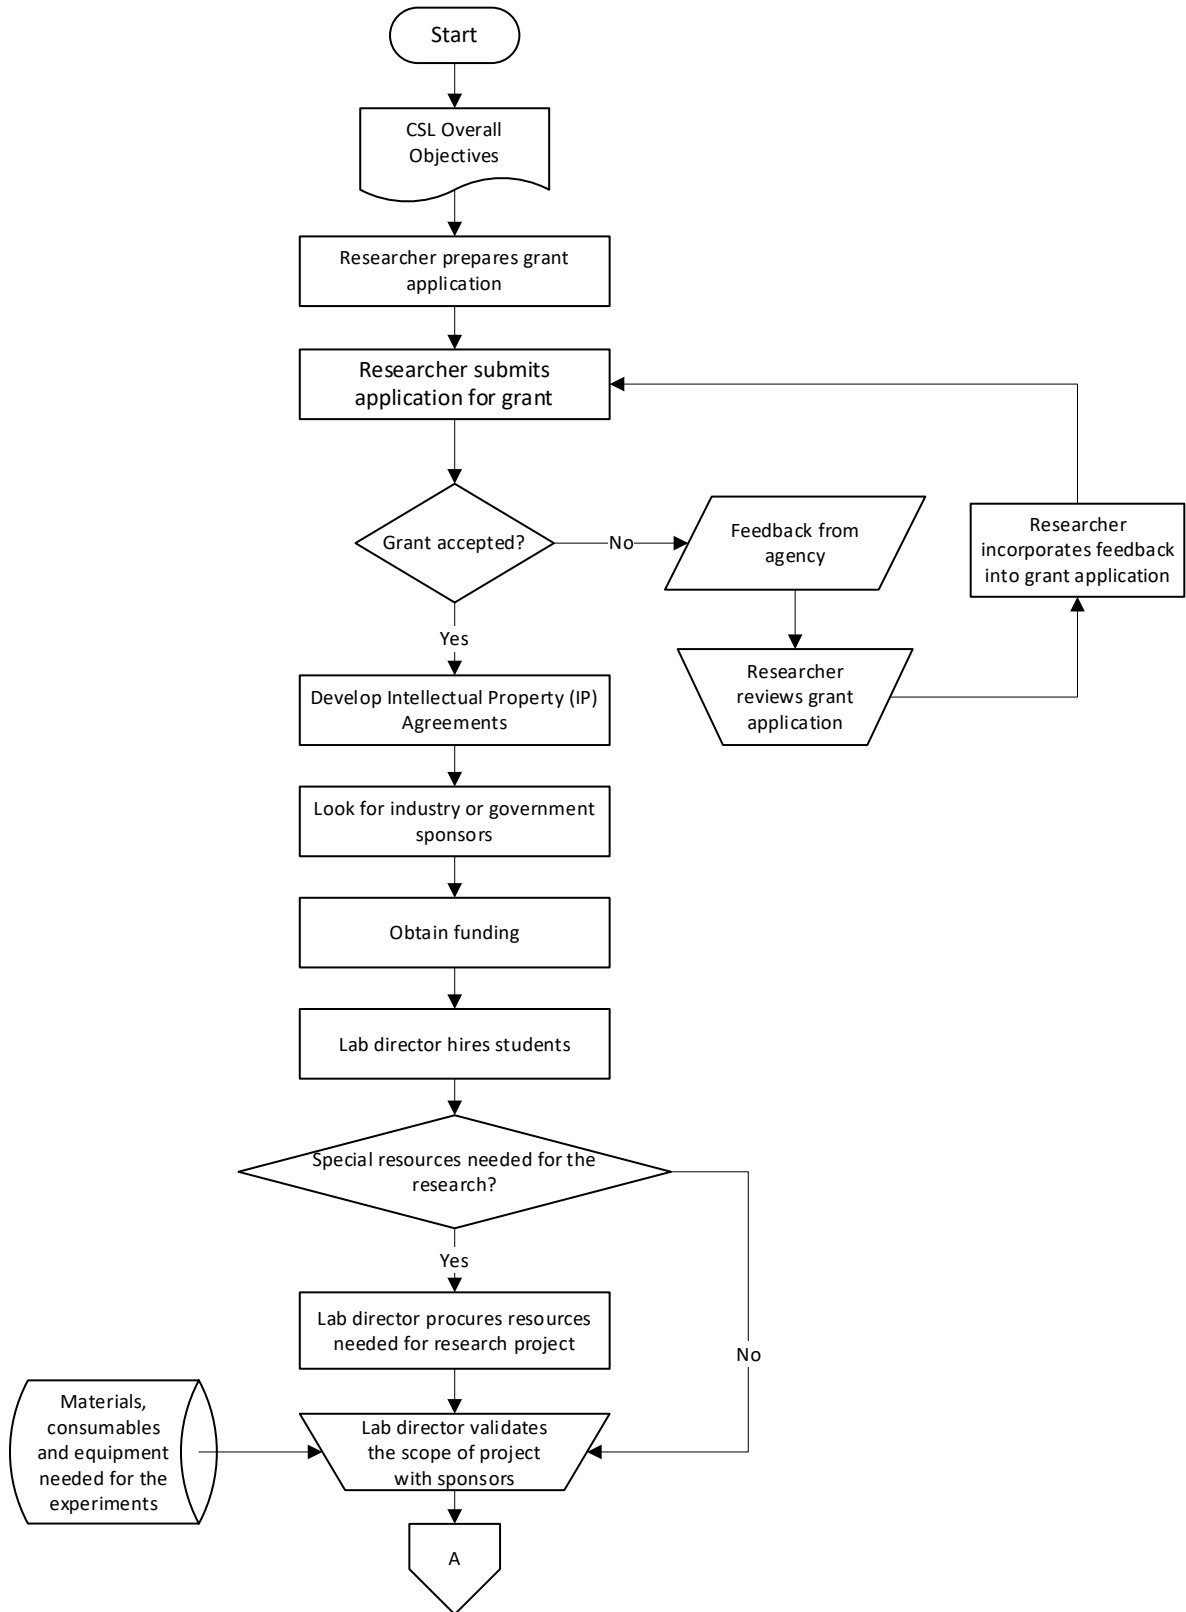 Start
CSL Overall
Objectives
Researcher prepares grant
application
Researcher submits
application for grant
Grant accepted?
No
Feedback from
agency
Researcher
incorporates feedback
into grant application
Yes
Researcher
reviews grant
application
Develop Intellectual Property (IP)
Agreements
Look for industry or government
sponsors
Obtain funding
Lab director hires students
Special resources needed for the
research?
Yes
Lab director procures resources
needed for research project
No
Materials,
consumables
and equipment
needed for the
experiments
Lab director validates
the scope of project
with sponsors
A